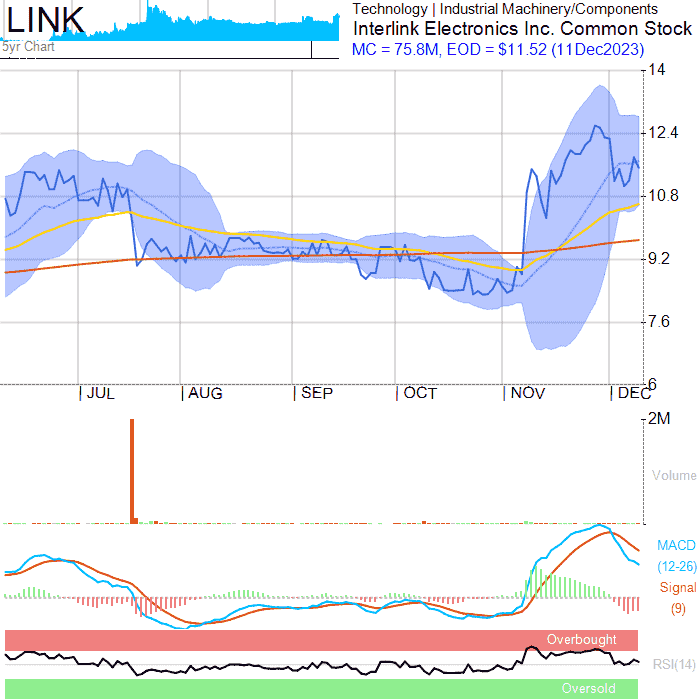 LINK
5yr Chart
Technology | Industrial Machinery/Components
Interlink Electronics Inc. Common Stock
MC = 75.8M, EOD = $11.52 (11Dec2023)
14
12.4
10.8
9.2
7.6
6
JUL
AUG
SEP
OCT
NOV
DEC
2M
Volume
MACD
(12-26)
Signal
(9)
Overbought
RSI(14)
Oversold